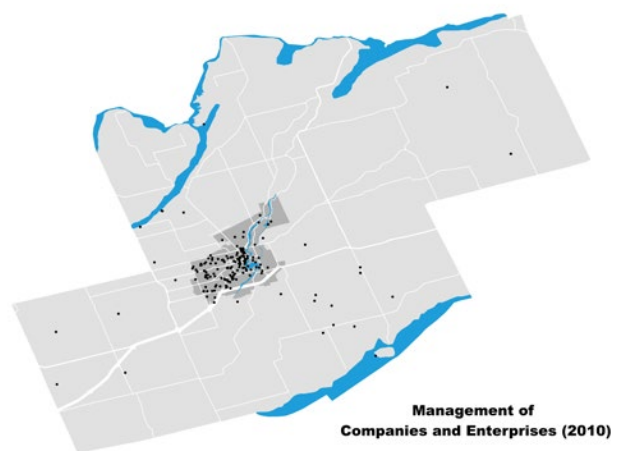 Management of
Companies and Enterprises (2010)